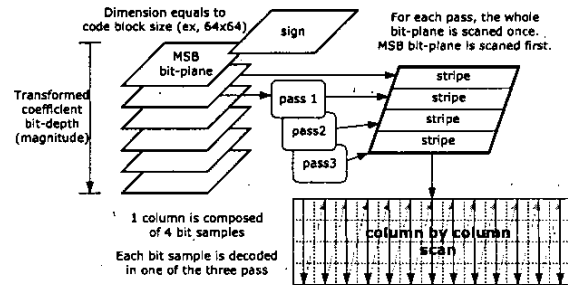 Dimension equals to
code block size (ex, 64x64)
sign
For each pass, the whole
bit-plane is scaned once.
MSB bit-plane is scaned first.
MSB
bit-plane
Transformed
coefficient
bit-depth
(magnitude)
pass 1
pass2
pass3
stripe
stripe
stripe
stripe
1 column is composed
of 4 bit samples
Each bit sample is decoded
in one of the three pass
column by column
scan